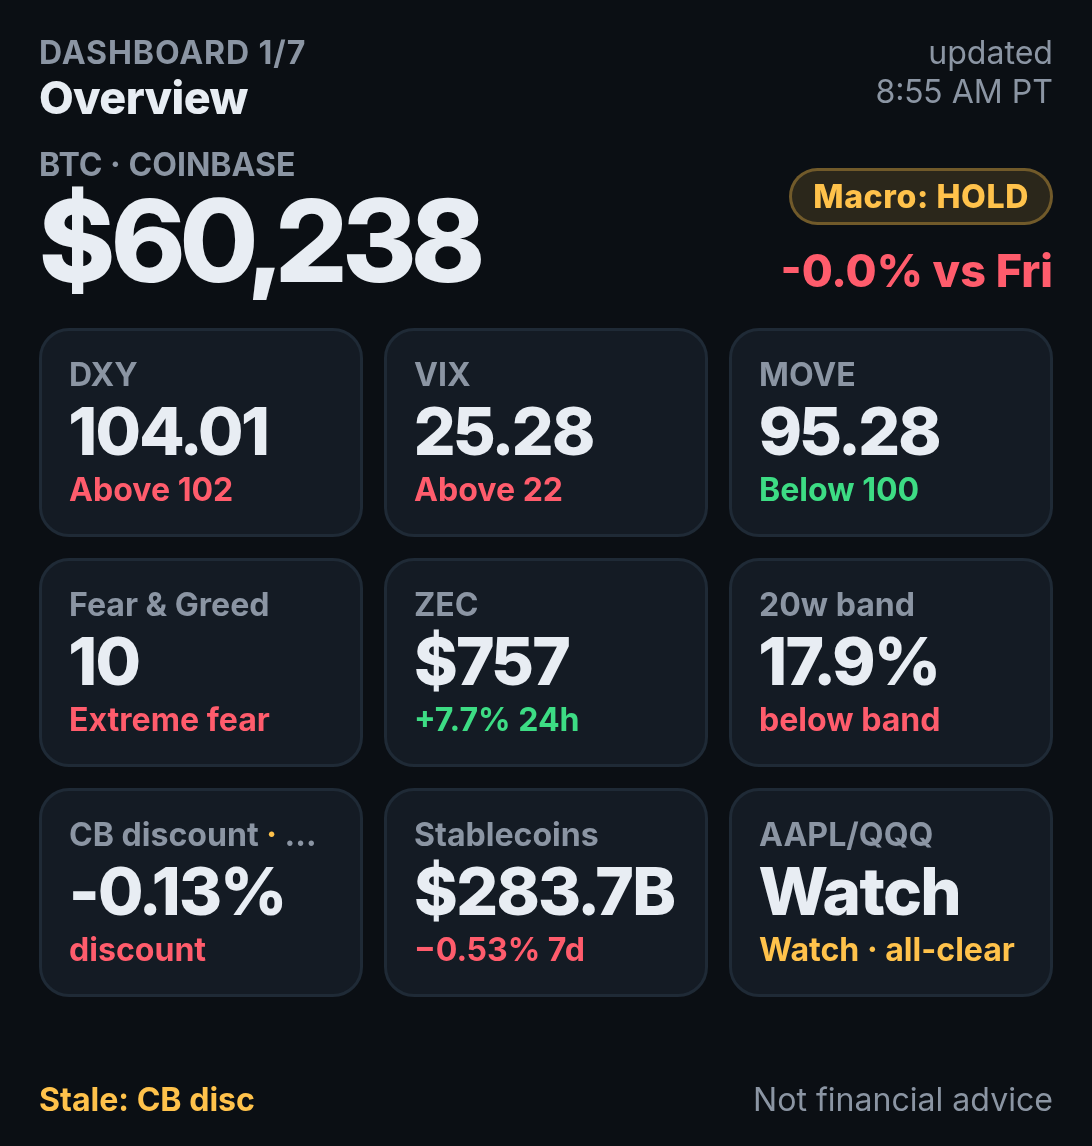 DASHBOARD 1/7
Overview
updated
8:55 AM PT
BTC · COINBASE
$60,238
Macro: HOLD
-0.0% vs Fri
DXY
104.01
Above 102
VIX
25.28
Above 22
MOVE
95.28
Below 100
Fear & Greed
10
Extreme fear
ZEC
$757
+7.7% 24h
20w band
17.9%
below band
CB discount · ...
-0.13%
discount
Stablecoins
$283.7B
−0.53% 7d
AAPL/QQQ
Watch
Watch · all-clear
Stale: CB disc
Not financial advice